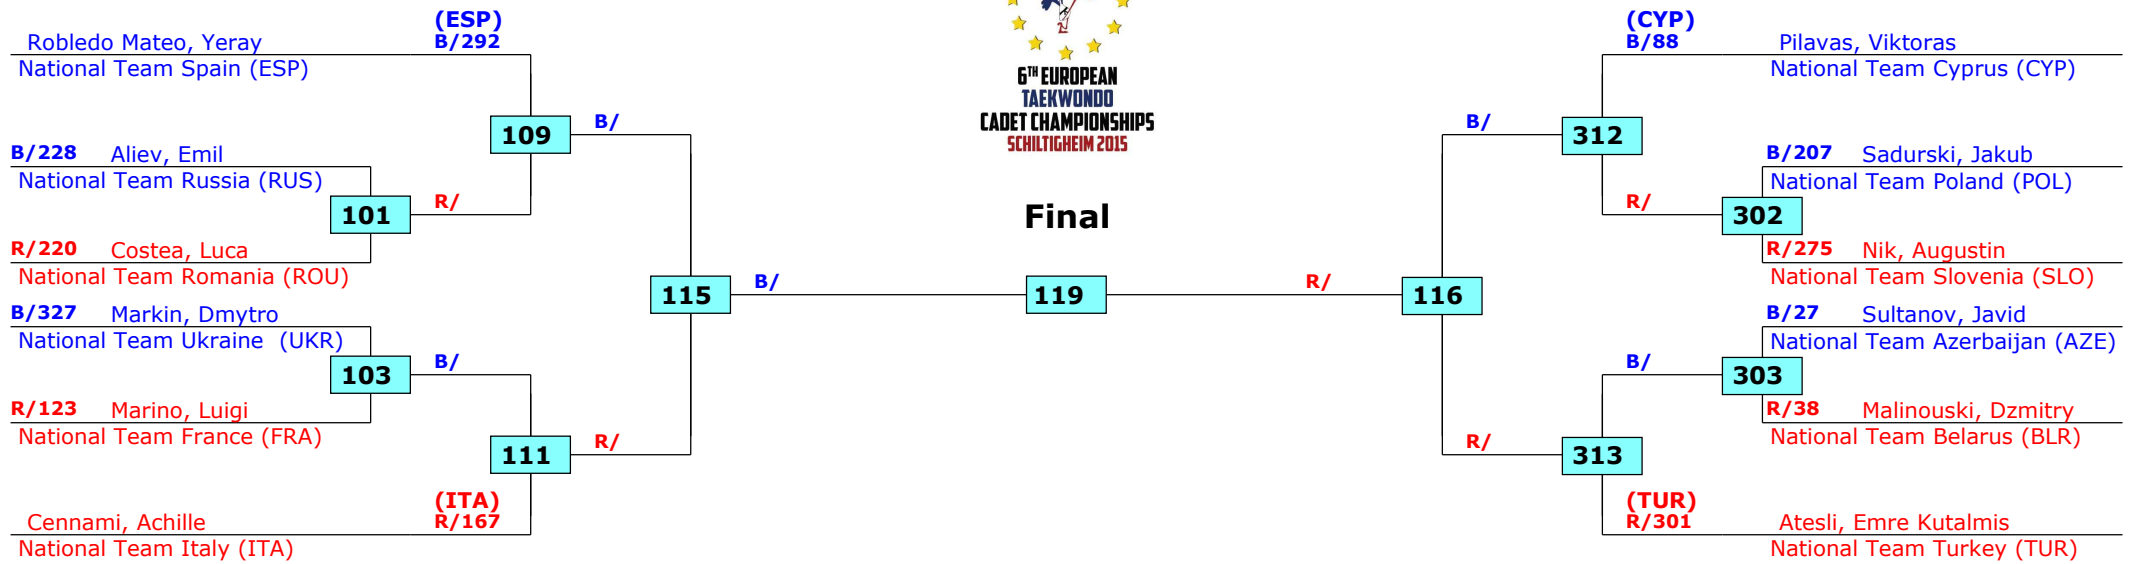 (ESP)
Robledo Mateo, Yeray
B/292
National Team Spain (ESP)
109
B/
B/228 Aliev, Emil
National Team Russia (RUS)
101
R/
R/220 Costea, Luca
National Team Romania (ROU)
115
B/
B/327 Markin, Dmytro
National Team Ukraine (UKR)
103
B/
R/123 Marino, Luigi
National Team France (FRA)
111
R/
(ITA)
Cennami, Achille
R/167
National Team Italy (ITA)
6TH EUROPEAN
TAEKWONDO
CADET CHAMPIONSHIPS
SCHILTIGHEIM 2015
Final
119
(CYP)
B/88
Pilavas, Viktoras
National Team Cyprus (CYP)
B/
312
B/207 Sadurski, Jakub
National Team Poland (POL)
R/
302
R/275 Nik, Augustin
National Team Slovenia (SLO)
R/
116
B/27 Sultanov, Javid
National Team Azerbaijan (AZE)
B/
303
R/38 Malinouski, Dzmitry
National Team Belarus (BLR)
R/
313
(TUR)
R/301
Atesli, Emre Kutalmis
National Team Turkey (TUR)